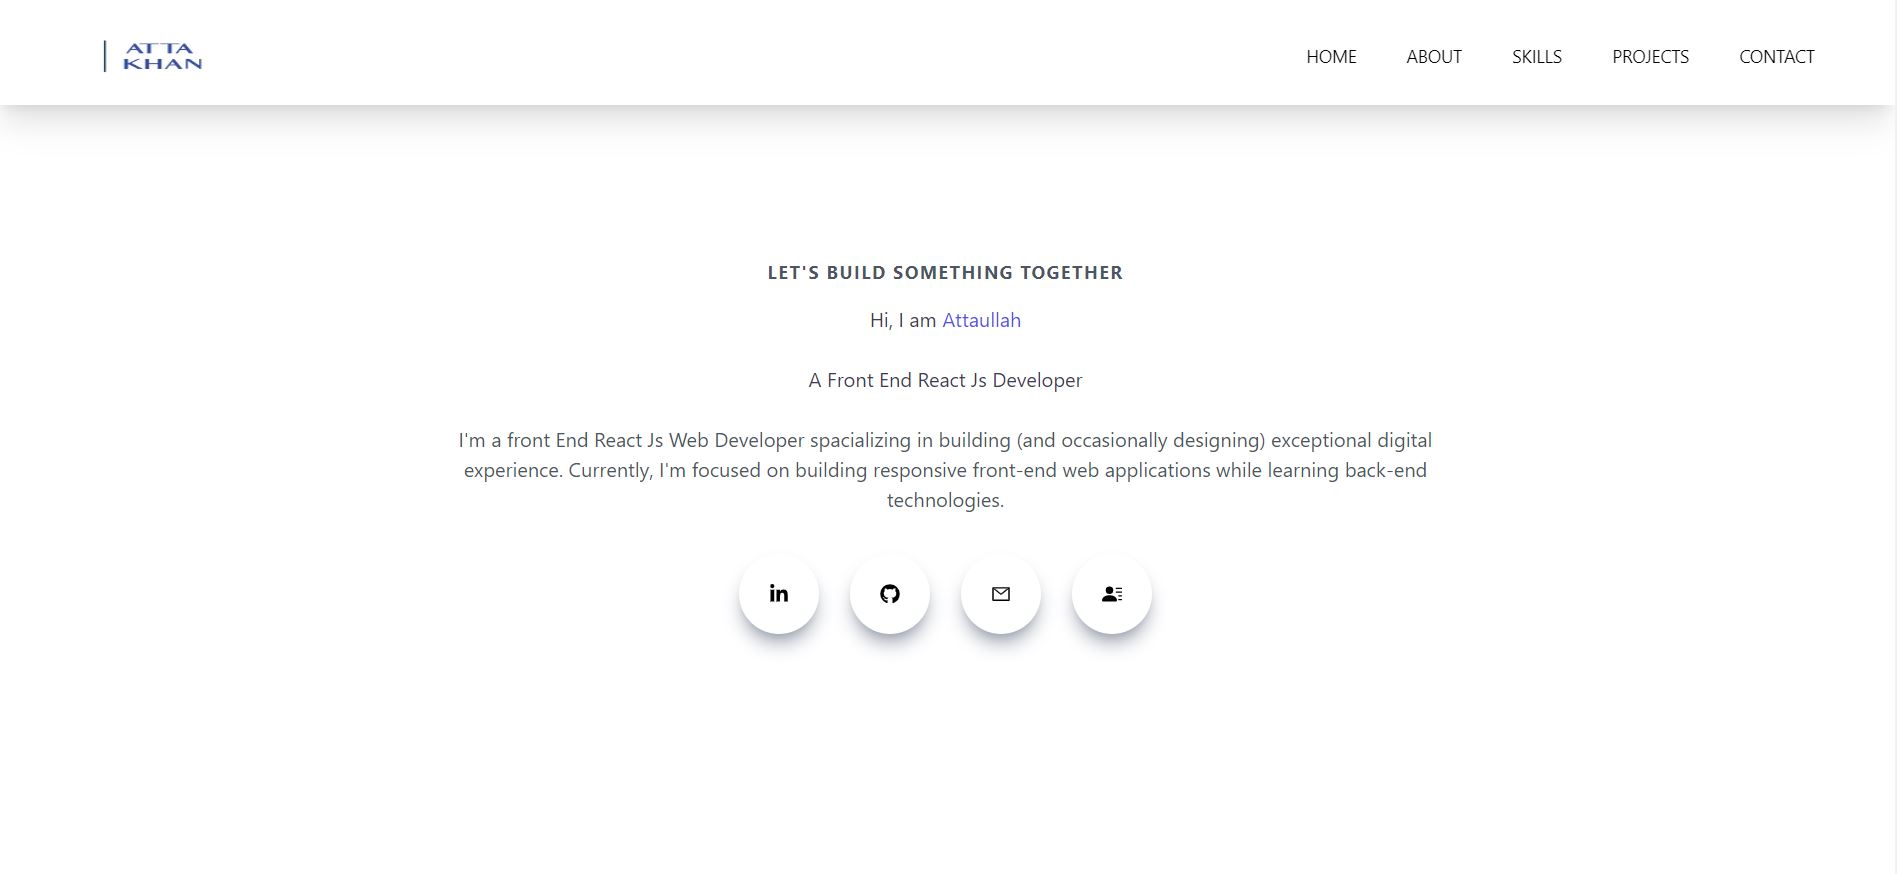 ATTA
KHAN
HOME ABOUT SKILLS PROJECTS CONTACT
LET'S BUILD SOMETHING TOGETHER
Hi, I am Attaullah
A Front End React Js Developer
I'm a front End React Js Web Developer spacializing in building (and occasionally designing) exceptional digital
experience. Currently, I'm focused on building responsive front-end web applications while learning back-end
technologies.
in